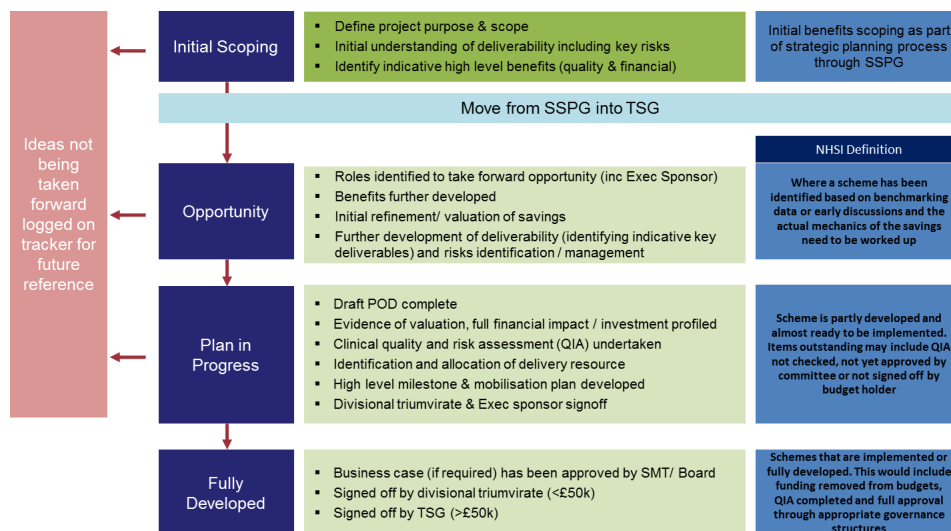 Initial Scoping
▪ Define project purpose & scope
▪ Initial understanding of deliverability including key risks
▪ Identify indicative high level benefits (quality & financial)
Initial benefits scoping as part
of strategic planning process
through SSPG
Move from SSPG into TSG
Ideas not
being
taken
forward
logged on
tracker for
future
reference
Opportunity
▪ Roles identified to take forward opportunity (inc Exec Sponsor)
▪ Benefits further developed
▪ Initial refinement/ valuation of savings
▪ Further development of deliverability (identifying indicative key
deliverables) and risks identification / management
NHSI Definition
Where a scheme has been
identified based on benchmarking
data or early discussions and the
actual mechanics of the savings
need to be worked up
Plan in
Progress
▪ Draft POD complete
▪ Evidence of valuation, full financial impact / investment profiled
▪ Clinical quality and risk assessment (QIA) undertaken
▪ Identification and allocation of delivery resource
▪ High level milestone & mobilisation plan developed
▪ Divisional triumvirate & Exec sponsor signoff
Scheme is partly developed and
almost ready to be implemented.
Items outstanding may include QIA
not checked, not yet approved by
committee or not signed off by
budget holder
Fully
Developed
▪ Business case (if required) has been approved by SMT/ Board
▪ Signed off by divisional triumvirate (<£50k)
▪ Signed off by TSG (>£50k)
Schemes that are implemented or
fully developed. This would include
funding removed from budgets,
QIA completed and full approval
through appropriate governance
structures